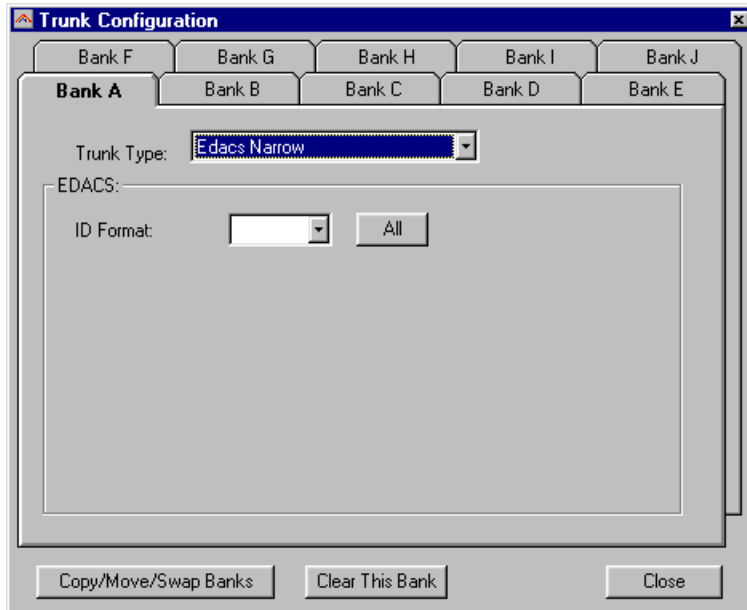 Trunk Configuration
Bank F Bank G Bank H Bank I Bank J
Bank A Bank B Bank C Bank D Bank E
Trunk Type: Edacs Narrow
EDACS:
ID Format: All
Copy/Move/Swap Banks Clear This Bank Close